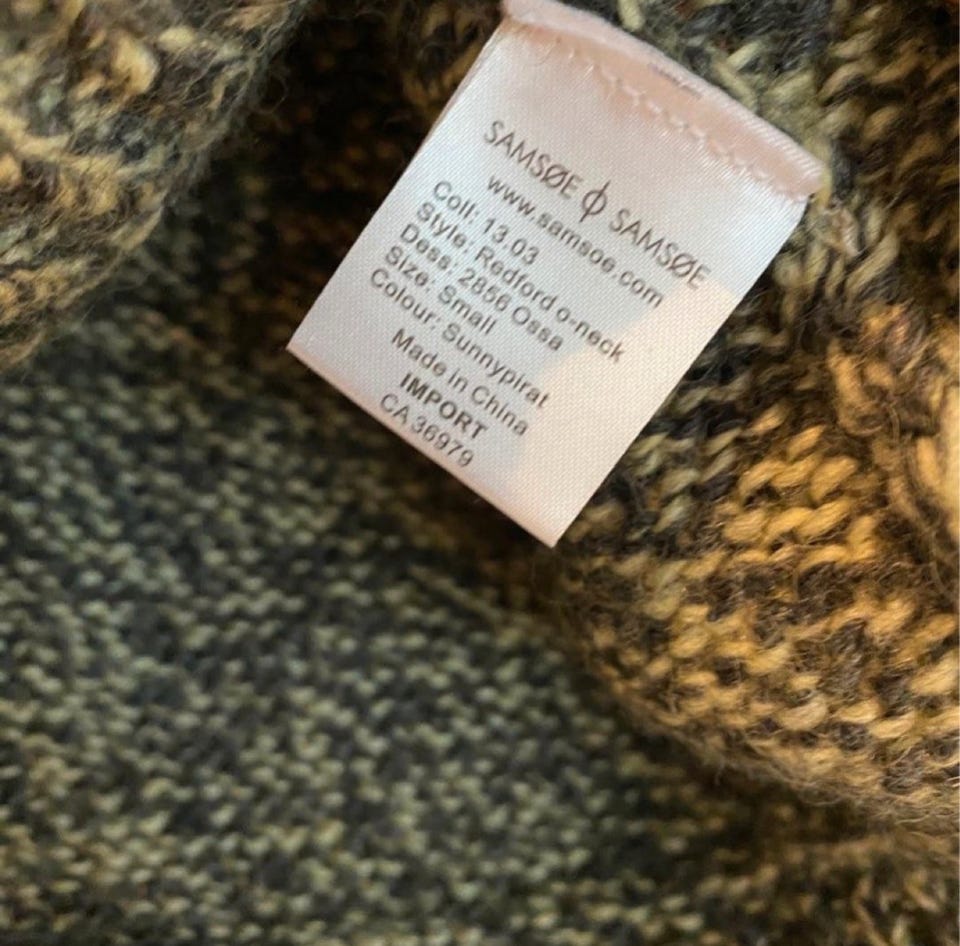 SAMSØE ϕ SAMSØE
www.samsoe.com
Coll: 13.03
Style: Redford o-neck
Dess: 2856 Ossa
Size: Small
Colour: Sunnypirat
Made in China
IMPORT
CA 36979